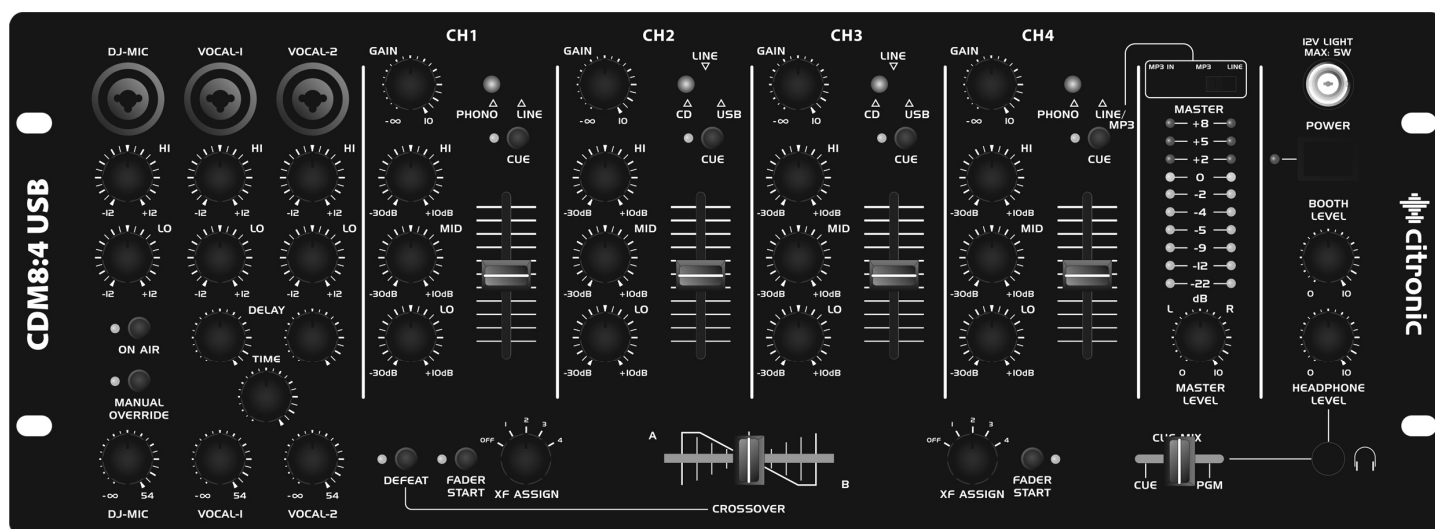 CDM8:4 USB
DJ-MIC
VOCAL-1
VOCAL-2
HI
HI
HI
-12 +12
-12 +12
-12 +12
LO
LO
LO
-12 +12
-12 +12
-12 +12
ON AIR
DELAY
TIME
MANUAL
OVERRIDE
-∞ 54
-∞ 54
-∞ 54
DJ-MIC
VOCAL-1
VOCAL-2
CH1
GAIN
-∞ 10
PHONO LINE
CUE
HI
-30dB +10dB
MID
-30dB +10dB
LO
-30dB +10dB
CH2
GAIN
-∞ 10
LINE
CD USB
CUE
HI
-30dB +10dB
MID
-30dB +10dB
LO
-30dB +10dB
CH3
GAIN
-∞ 10
LINE
CD USB
CUE
HI
-30dB +10dB
MID
-30dB +10dB
LO
-30dB +10dB
CH4
GAIN
-∞ 10
PHONO LINE/
MP3
CUE
HI
-30dB +10dB
MID
-30dB +10dB
LO
-30dB +10dB
DEFEAT
FADER
START
OFF 1 2 3 4
XF ASSIGN
A
B
CROSSOVER
OFF 1 2 3 4
XF ASSIGN
FADER
START
MP3 IN MP3 LINE
MASTER
+8
+5
+2
0
-2
-4
-5
-9
-12
-22
dB
L R
0 10
MASTER
LEVEL
CUE MIX
CUE PGM
12V LIGHT
MAX: 5W
POWER
BOOTH
LEVEL
0 10
0 10
HEADPHONE
LEVEL
citronic